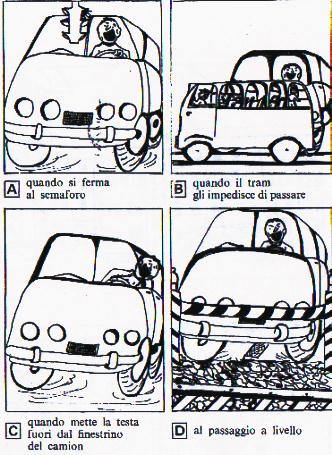 A quando si ferma
al semaforo
B quando il tram
gli impedisce di passare
C quando mette la testa
fuori dal finestrino
del camion
D al passaggio a livello